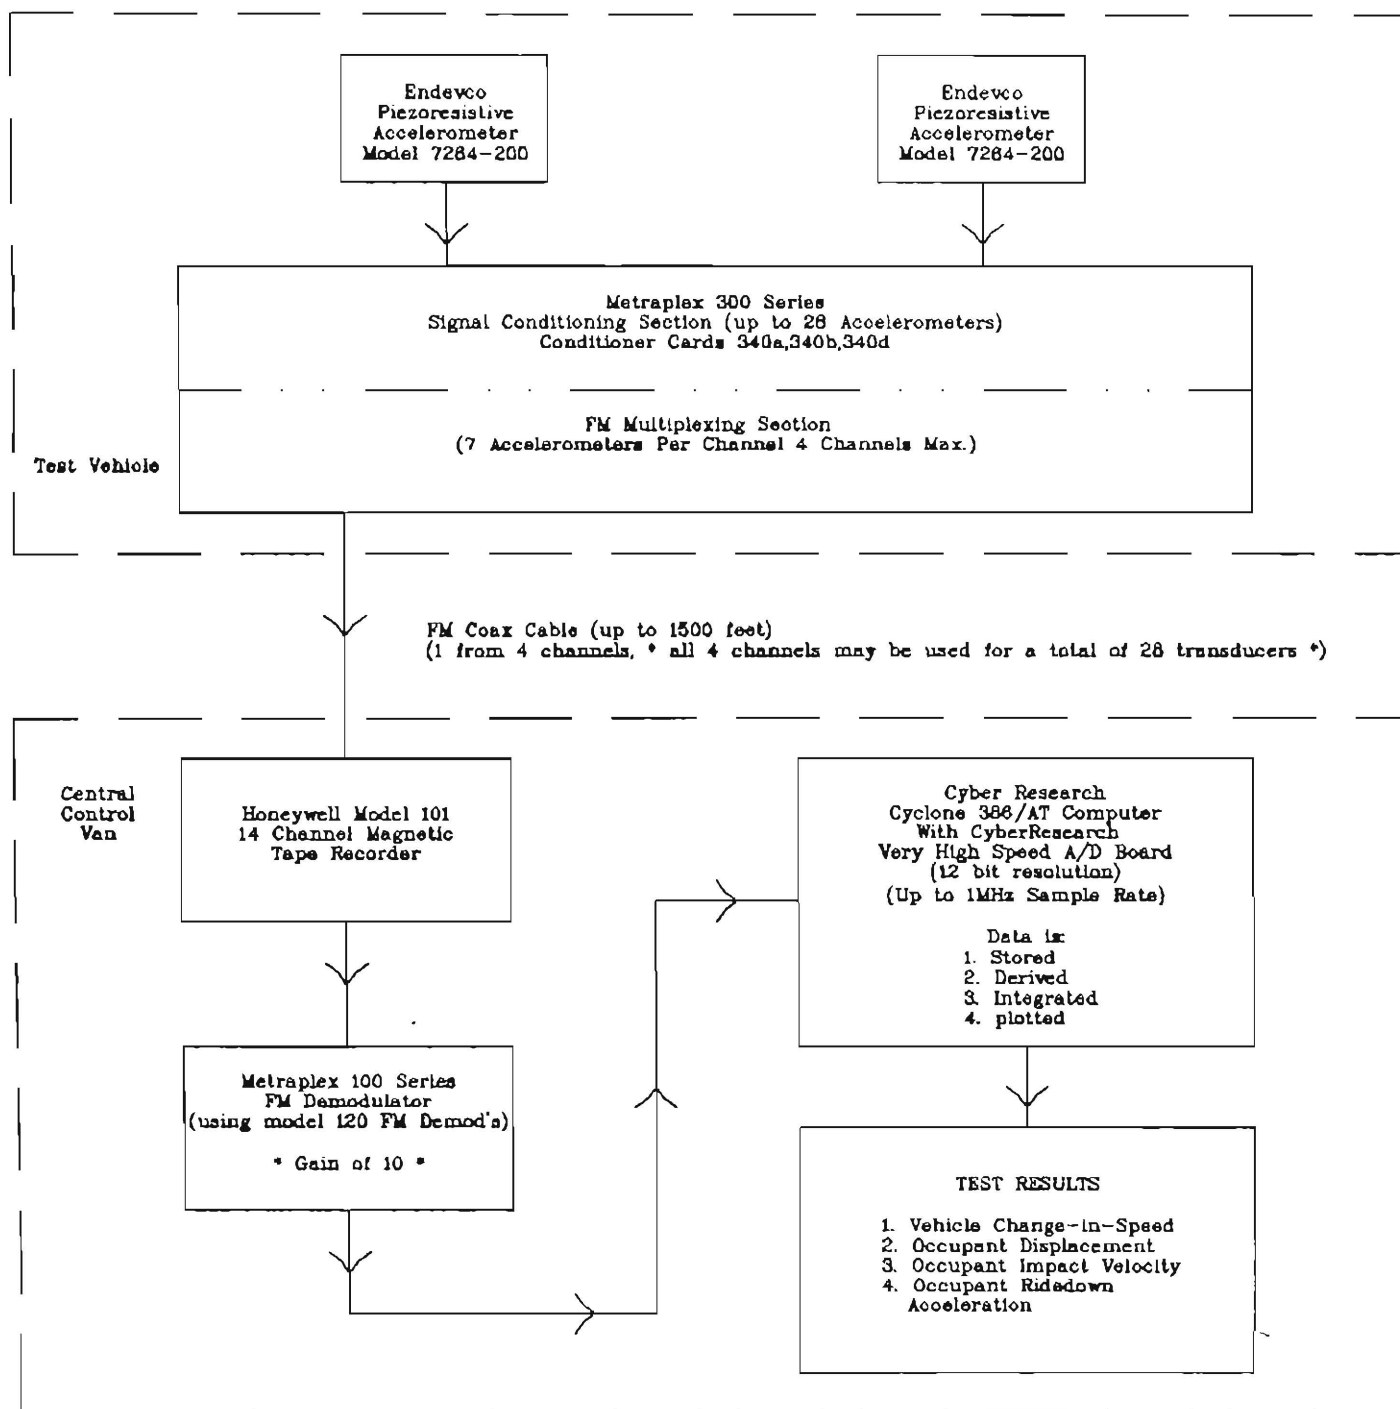 Endevco
Piezoresistive
Accelerometer
Model 7264-200
Endevco
Piezoresistive
Accelerometer
Model 7264-200
Metraplex 300 Series
Signal Conditioning Section (up to 28 Accelerometers)
Conditioner Cards 340a,340b,340d
FM Multiplexing Section
(7 Accelerometers Per Channel 4 Channels Max.)
Test Vehicle
FM Coax Cable (up to 1500 feet)
(1 from 4 channels, * all 4 channels may be used for a total of 28 transducers *)
Central
Control
Van
Honeywell Model 101
14 Channel Magnetic
Tape Recorder
Cyber Research
Cyclone 386/AT Computer
With CyberResearch
Very High Speed A/D Board
(12 bit resolution)
(Up to 1MHz Sample Rate)
Data is:
1. Stored
2. Derived
3. Integrated
4. plotted
Metraplex 100 Series
FM Demodulator
(using model 120 FM Demod's)
* Gain of 10 *
TEST RESULTS
1. Vehicle Change-in-Speed
2. Occupant Displacement
3. Occupant Impact Velocity
4. Occupant Ridedown
Acceleration